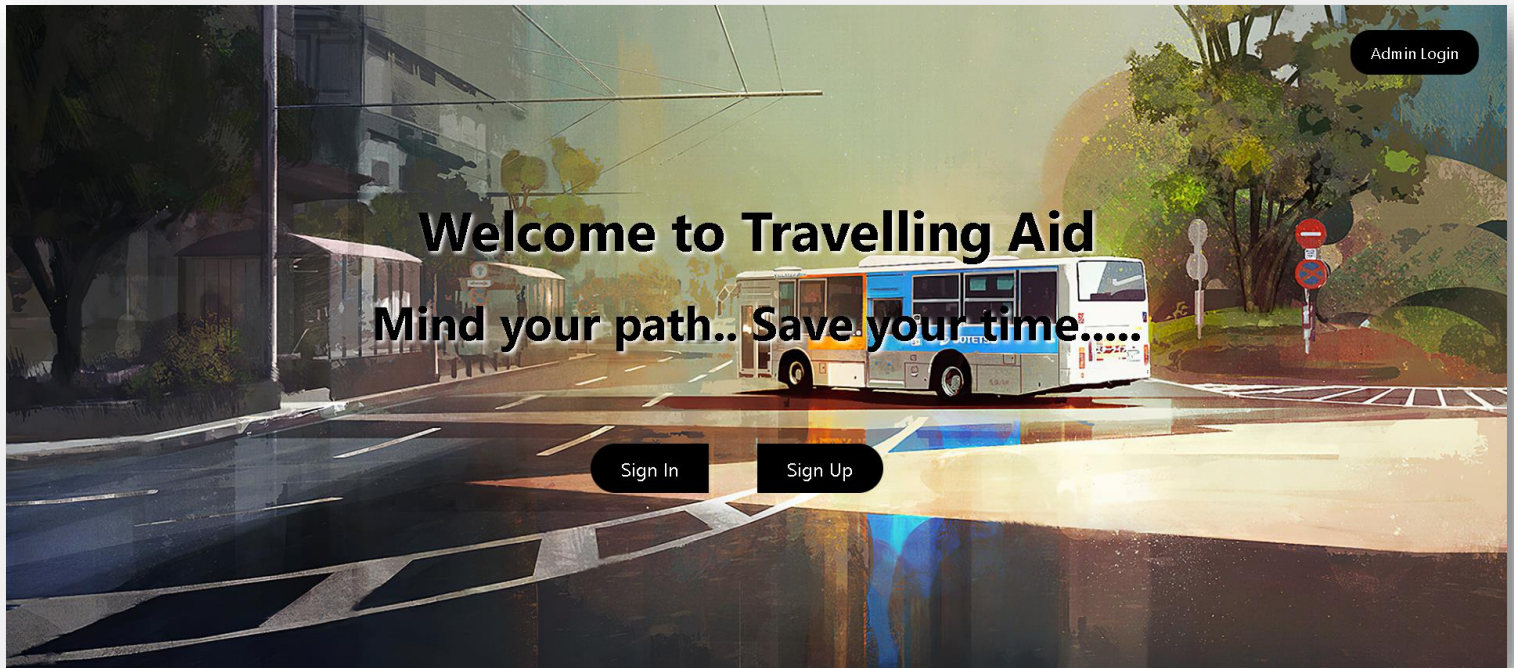 Admin Login
Welcome to Travelling Aid
Mind your path.. Save your time.....
Sign In
Sign Up